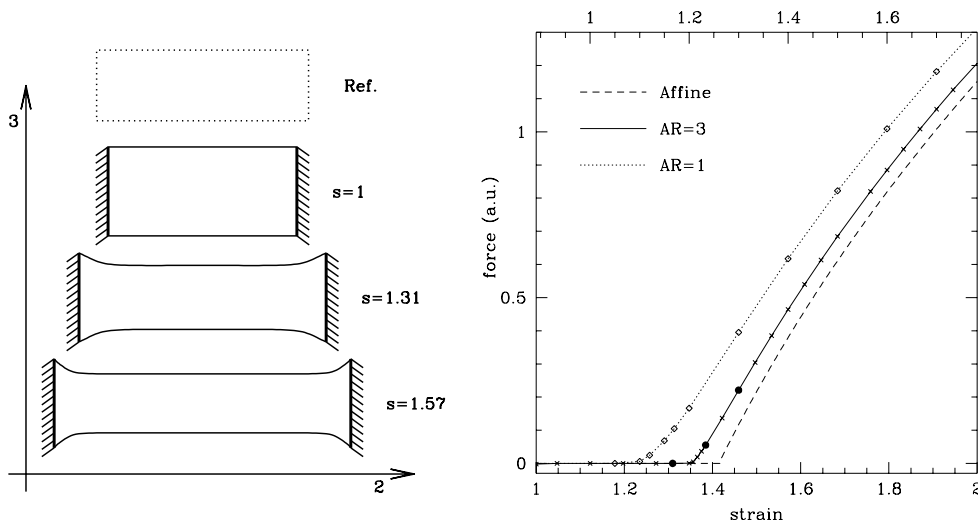 Ref.
3
s=1
s=1.31
s=1.57
2
1 1.2 1.4 1.6
Affine
AR=3
AR=1
force (a.u.)
1
0.5
0
1 1.2 1.4 1.6 1.8 2
strain